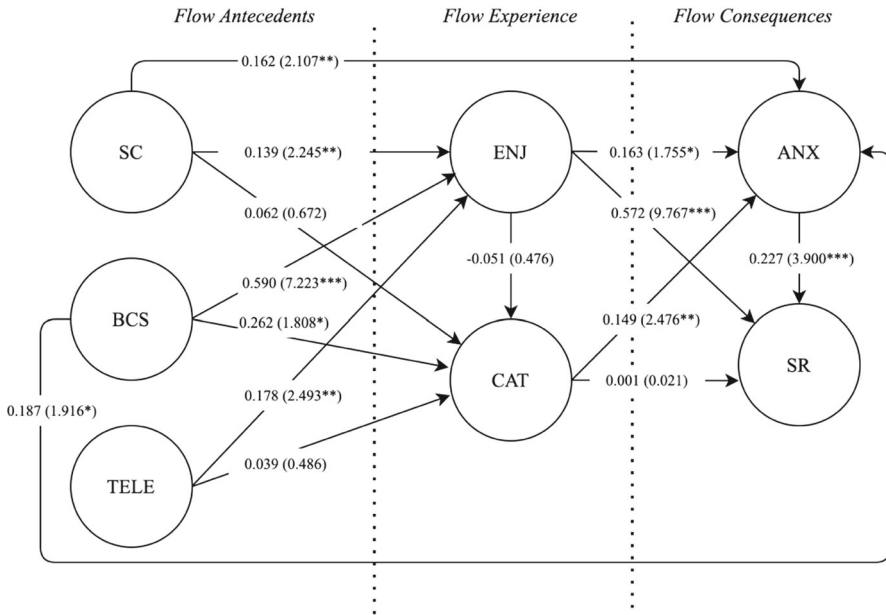 Flow Antecedents
Flow Experience
Flow Consequences
0.162 (2.107**)
SC
0.139 (2.245**)
ENJ
0.163 (1.755*)
ANX
0.062 (0.672)
0.572 (9.767***)
-0.051 (0.476)
0.227 (3.900***)
0.590 (7.223***)
BCS
0.262 (1.808*)
0.149 (2.476**)
SR
CAT
0.001 (0.021)
0.178 (2.493**)
0.187 (1.916*)
0.039 (0.486)
TELE